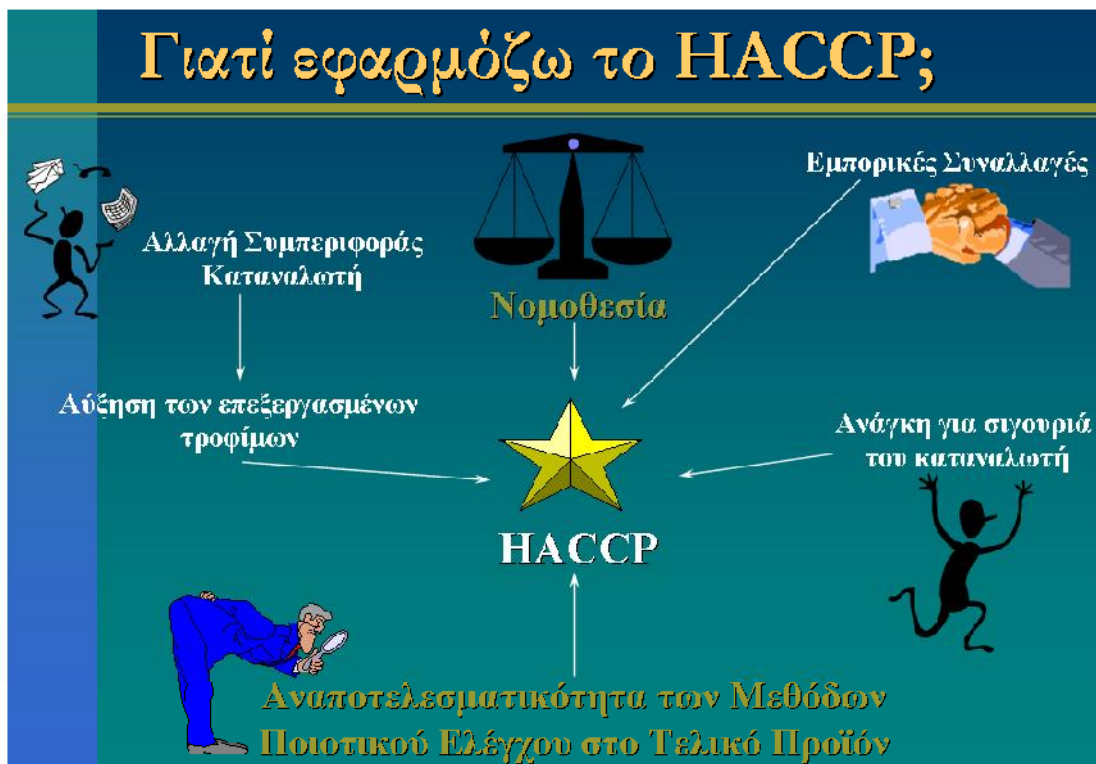 Γιατί εφαρμόζω το HACCP;
Εμπορικές Συναλλαγές
Αλλαγή Συμπεριφοράς
Καταναλωτή
Νομοθεσία
Αύξηση των επεξεργασμένων
τροφίμων
Ανάγκη για σιγουριά
του καταναλωτή
HACCP
Αναποτελεσματικότητα των Μεθόδων
Ποιοτικού Ελέγχου στο Τελικό Προϊόν